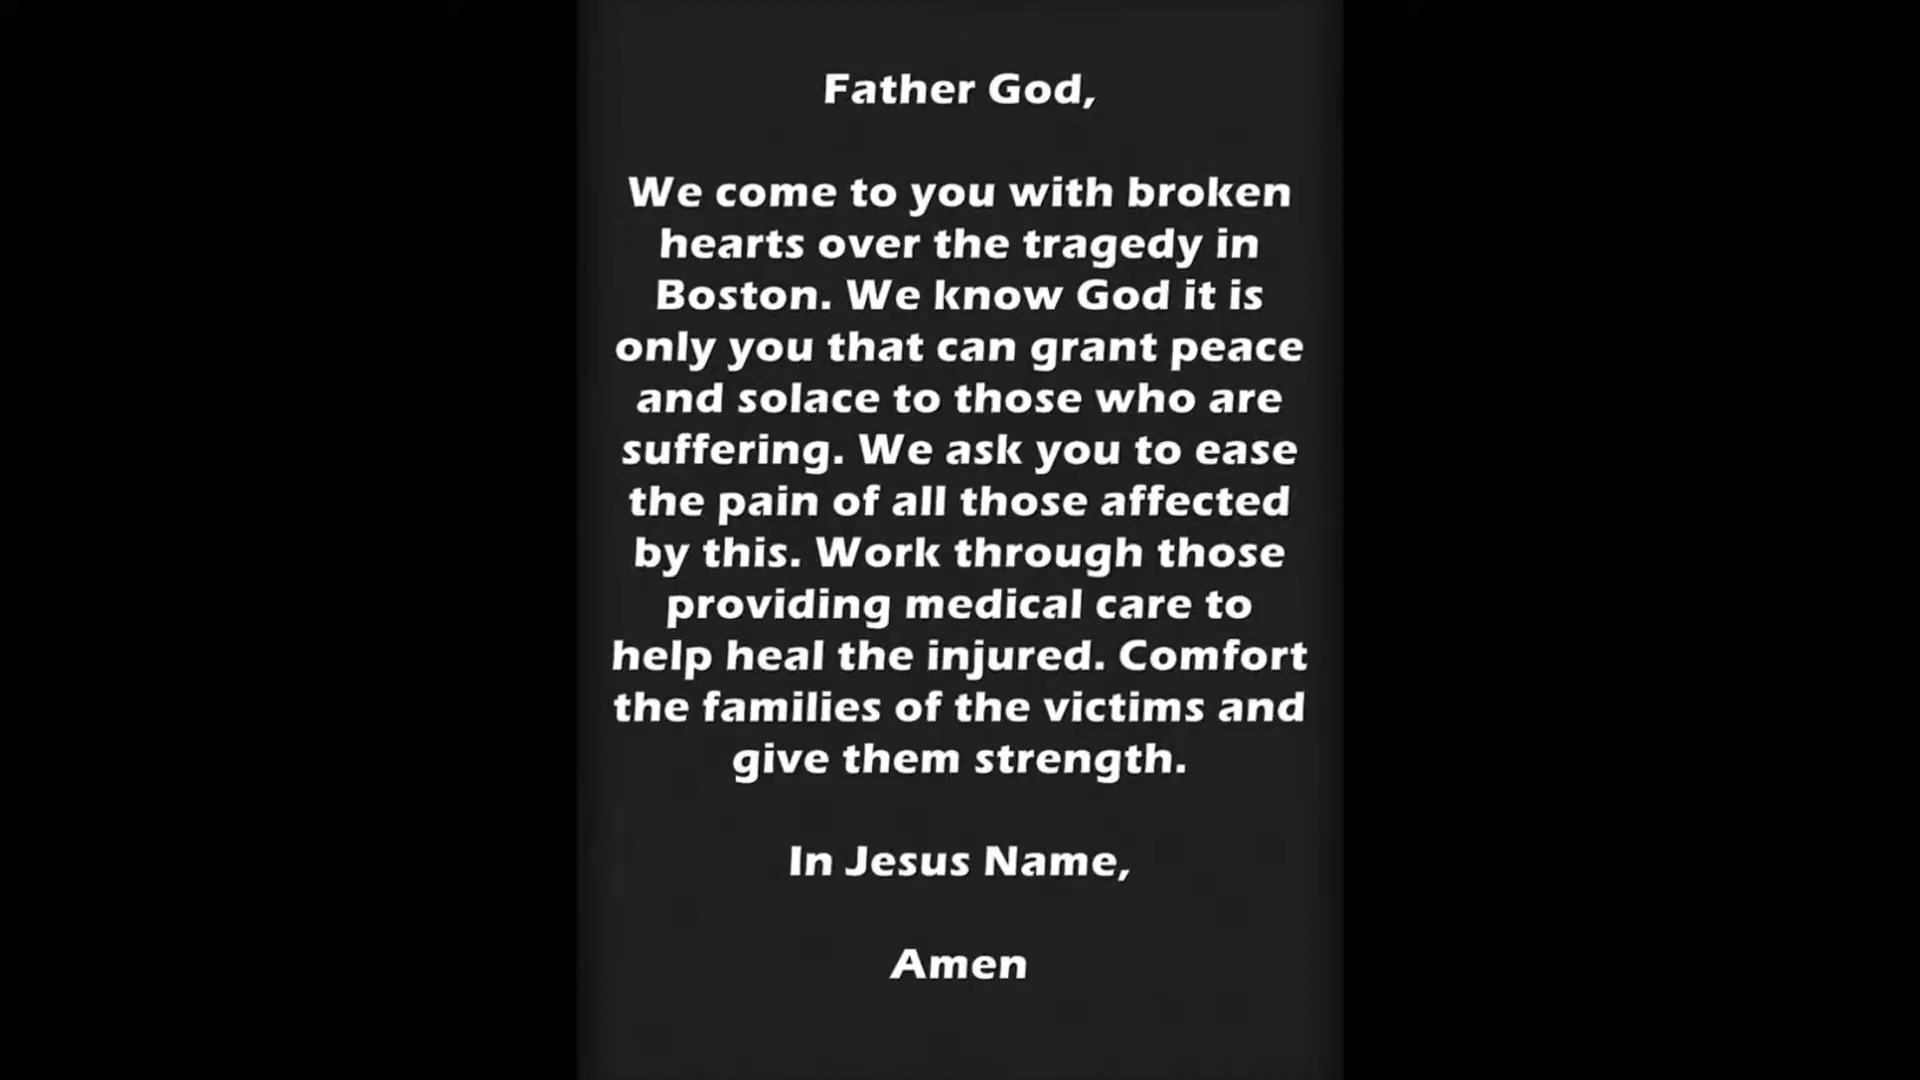 Father God,
We come to you with broken
hearts over the tragedy in
Boston. We know God it is
only you that can grant peace
and solace to those who are
suffering. We ask you to ease
the pain of all those affected
by this. Work through those
providing medical care to
help heal the injured. Comfort
the families of the victims and
give them strength.
In Jesus Name,
Amen